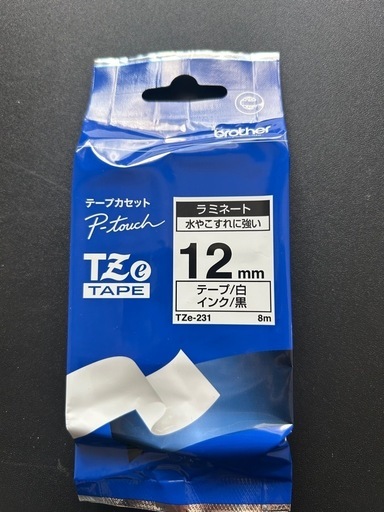 brother
テープカセット
P-touch
TZe
TAPE
ラミネート
水やこすれに強い
12mm
テープ/白
インク/黒
TZe-231 8m